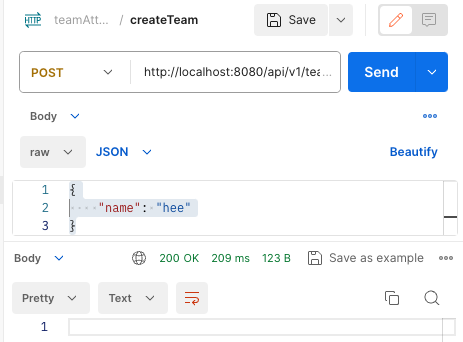 HTTP teamAtt... / createTeam Save
POST http://localhost:8080/api/v1/tea... Send
Body
raw JSON Beautify
1 {
2 "name": "hee"
3 }
Body 200 OK 209 ms 123 B Save as example
Pretty Text
1